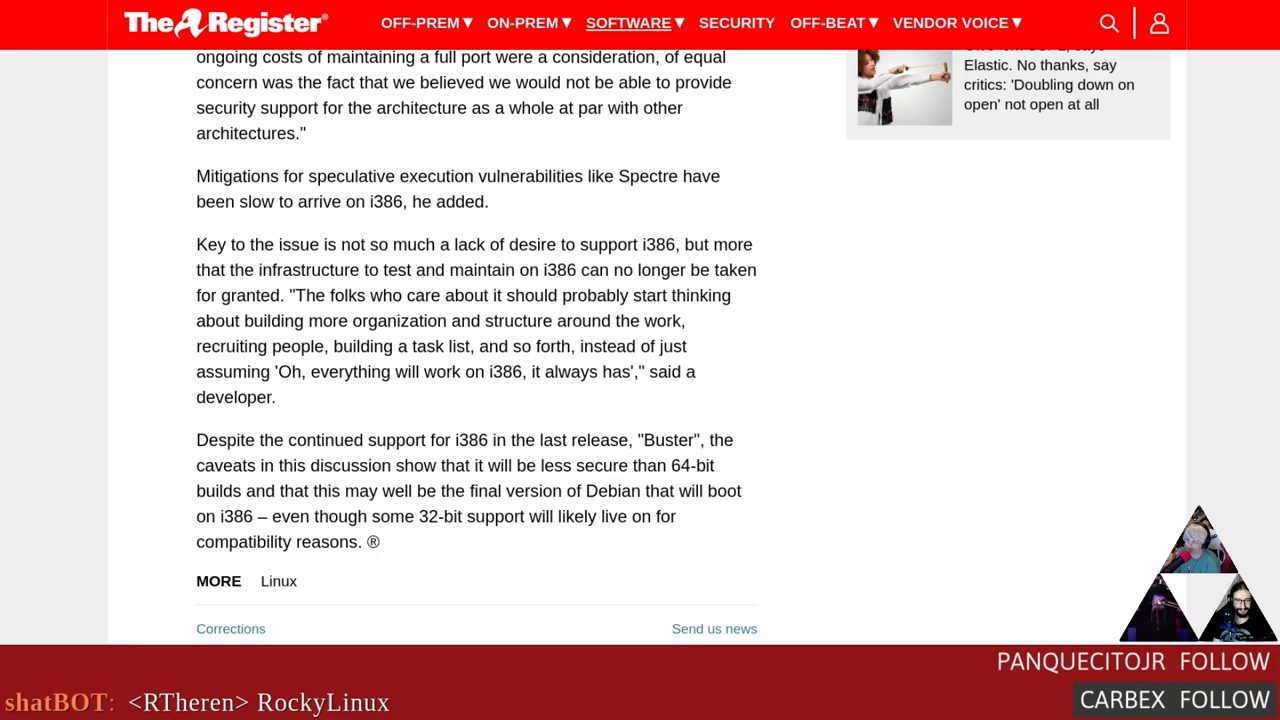 The Register®
OFF-PREM▼ ON-PREM▼ SOFTWARE▼ SECURITY OFF-BEAT▼ VENDOR VOICE▼
ongoing costs of maintaining a full port were a consideration, of equal
concern was the fact that we believed we would not be able to provide
security support for the architecture as a whole at par with other
architectures."
Mitigations for speculative execution vulnerabilities like Spectre have
been slow to arrive on i386, he added.
Key to the issue is not so much a lack of desire to support i386, but more
that the infrastructure to test and maintain on i386 can no longer be taken
for granted. "The folks who care about it should probably start thinking
about building more organization and structure around the work,
recruiting people, building a task list, and so forth, instead of just
assuming 'Oh, everything will work on i386, it always has'," said a
developer.
Despite the continued support for i386 in the last release, "Buster", the
caveats in this discussion show that it will be less secure than 64-bit
builds and that this may well be the final version of Debian that will boot
on i386 – even though some 32-bit support will likely live on for
compatibility reasons. ®
MORE Linux
Corrections
Send us news
Elastic. No thanks, say
critics: 'Doubling down on
open' not open at all
PANQUECITOJR FOLLOW
CARBEX FOLLOW
shatBOT: <RTheren> RockyLinux